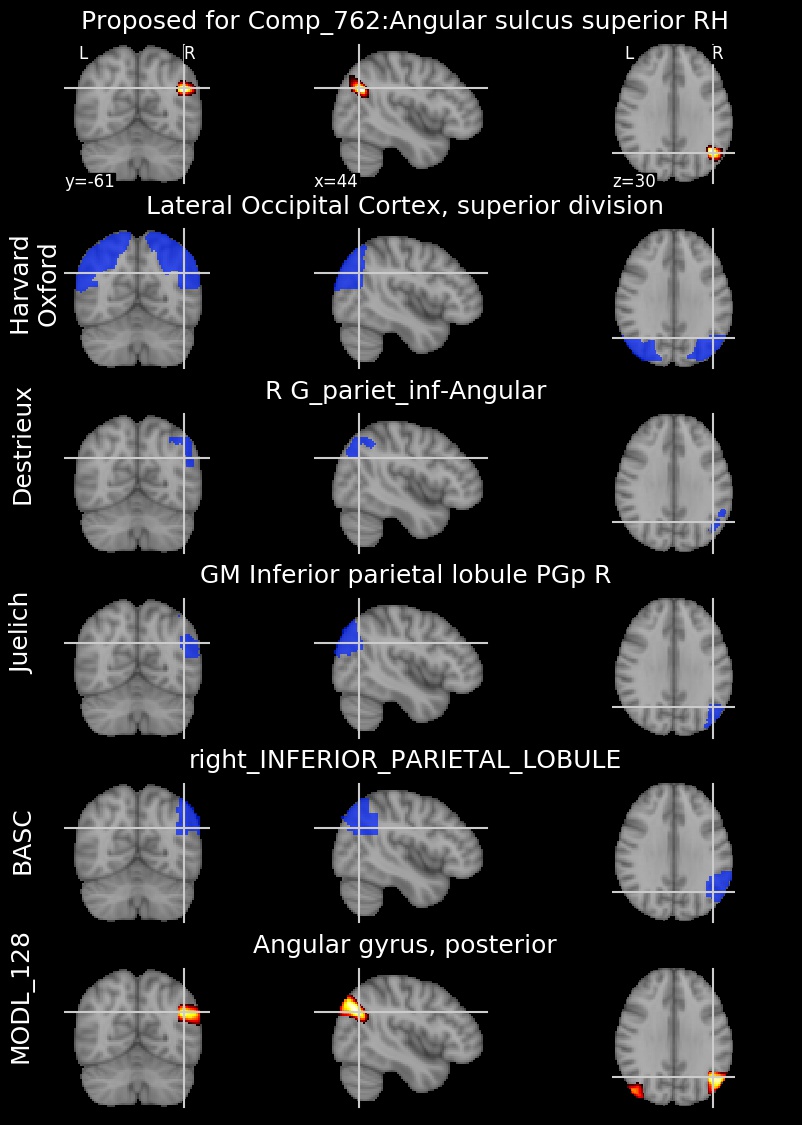 Proposed for Comp_762:Angular sulcus superior RH
L R
L R
y=-61
x=44
z=30
Lateral Occipital Cortex, superior division
Harvard
Oxford
R G_pariet_inf-Angular
Destrieux
GM Inferior parietal lobule PGp R
Juelich
right_INFERIOR_PARIETAL_LOBULE
BASC
Angular gyrus, posterior
MODL_128